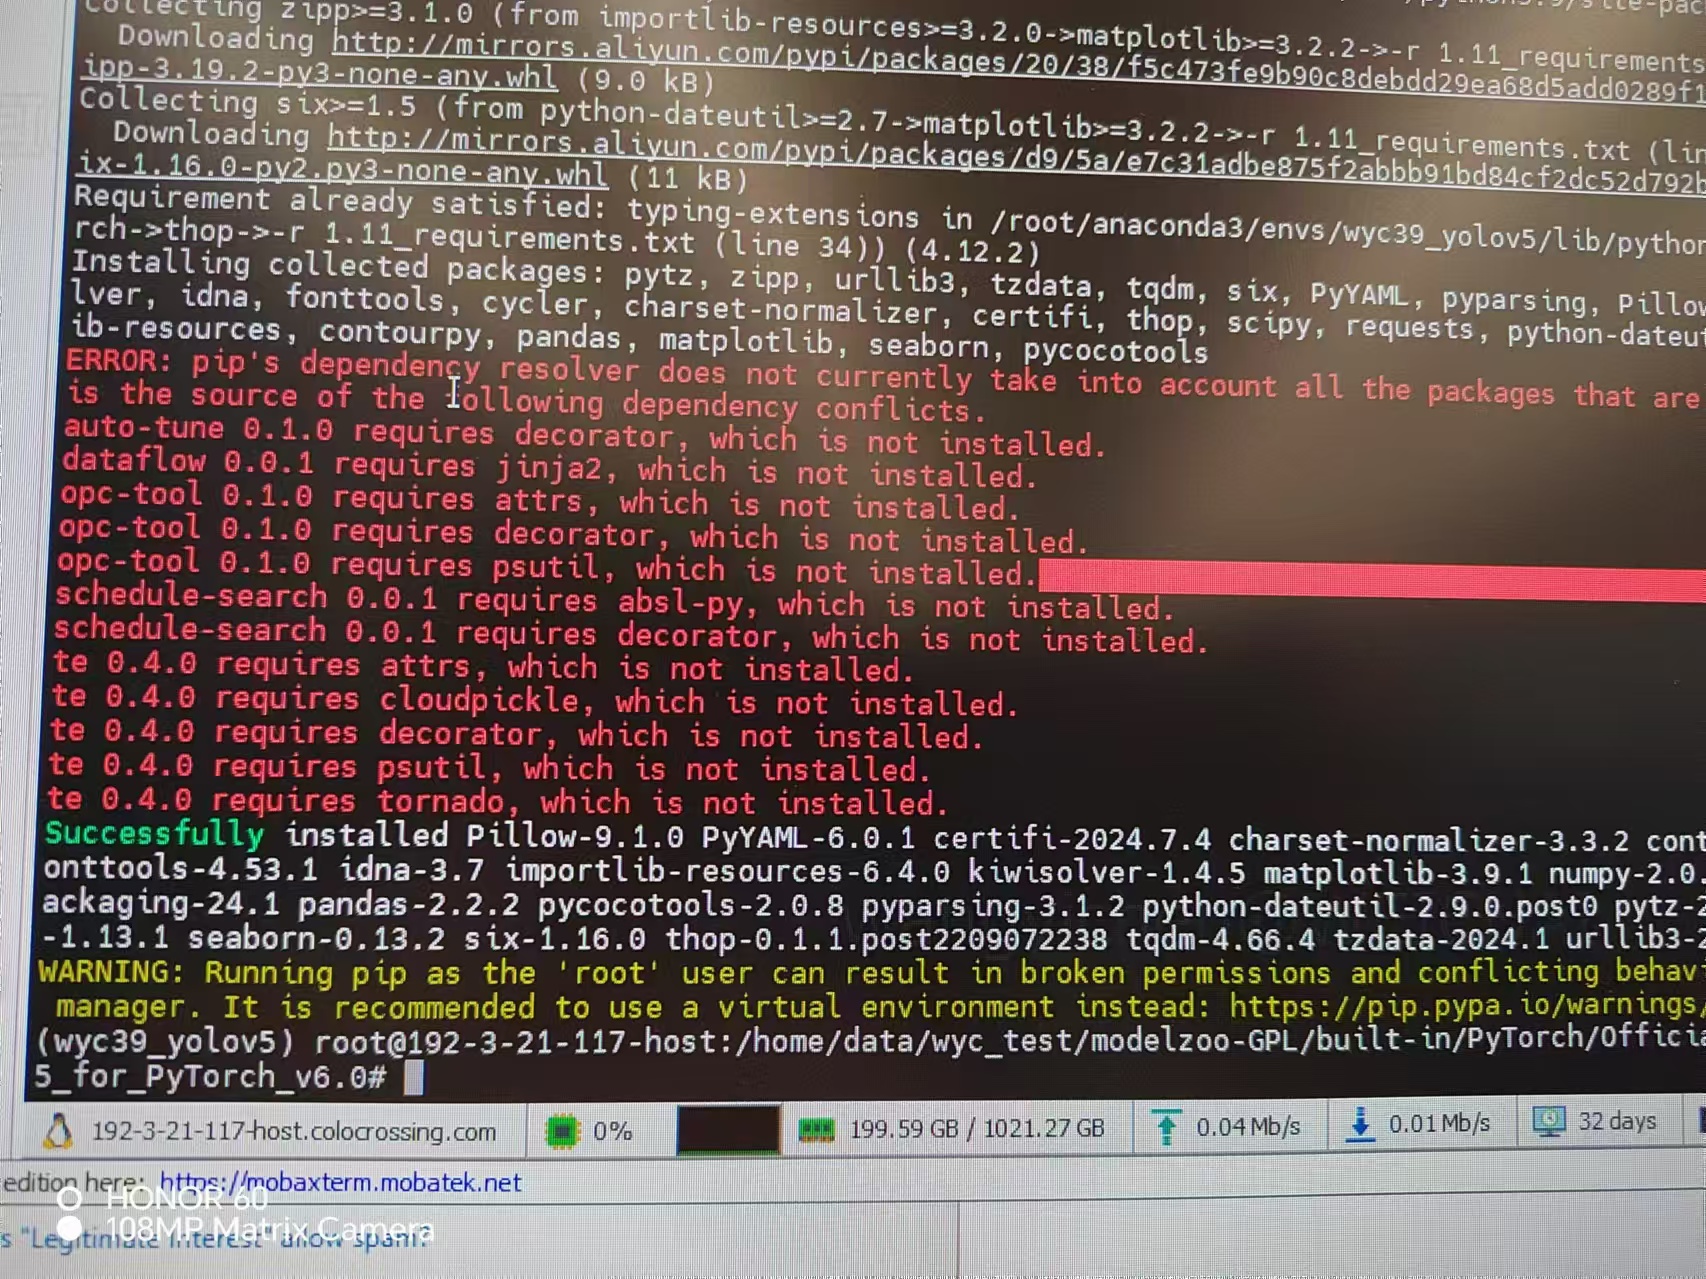 Collecting zipp>=3.1.0 (from importlib-resources>=3.2.0->matplotlib>=3.2.2->-r 1.11_requirements
Downloading http://mirrors.aliyun.com/pypi/packages/20/38/f5c473fe9b90c8debdd29ea68d5add0289f1
ipp-3.19.2-py3-none-any.whl (9.0 kB)
Collecting six>=1.5 (from python-dateutil>=2.7->matplotlib>=3.2.2->-r 1.11_requirements.txt (lin
Downloading http://mirrors.aliyun.com/pypi/packages/d9/5a/e7c31adbe875f2abbb91bd84cf2dc52d792b
ix-1.16.0-py2.py3-none-any.whl (11 kB)
Requirement already satisfied: typing-extensions in /root/anaconda3/envs/wyc39_yolov5/lib/python
rch->thop->-r 1.11_requirements.txt (line 34)) (4.12.2)
Installing collected packages: pytz, zipp, urllib3, tzdata, tqdm, six, PyYAML, pyparsing, Pillow
lver, idna, fonttools, cycler, charset-normalizer, certifi, thop, scipy, requests, python-dateu
ib-resources, contourpy, pandas, matplotlib, seaborn, pycocotools
ERROR: pip's dependency resolver does not currently take into account all the packages that are
is the source of the following dependency conflicts.
auto-tune 0.1.0 requires decorator, which is not installed.
dataflow 0.0.1 requires jinja2, which is not installed.
opc-tool 0.1.0 requires attrs, which is not installed.
opc-tool 0.1.0 requires decorator, which is not installed.
opc-tool 0.1.0 requires psutil, which is not installed.
schedule-search 0.0.1 requires absl-py, which is not installed.
schedule-search 0.0.1 requires decorator, which is not installed.
te 0.4.0 requires attrs, which is not installed.
te 0.4.0 requires cloudpickle, which is not installed.
te 0.4.0 requires decorator, which is not installed.
te 0.4.0 requires psutil, which is not installed.
te 0.4.0 requires tornado, which is not installed.
Successfully installed Pillow-9.1.0 PyYAML-6.0.1 certifi-2024.7.4 charset-normalizer-3.3.2 cont
onttools-4.53.1 idna-3.7 importlib-resources-6.4.0 kiwisolver-1.4.5 matplotlib-3.9.1 numpy-2.0.
ackaging-24.1 pandas-2.2.2 pycocotools-2.0.8 pyparsing-3.1.2 python-dateutil-2.9.0.post0 pytz-2
-1.13.1 seaborn-0.13.2 six-1.16.0 thop-0.1.1.post2209072238 tqdm-4.66.4 tzdata-2024.1 urllib3-2
WARNING: Running pip as the 'root' user can result in broken permissions and conflicting behavi
manager. It is recommended to use a virtual environment instead: https://pip.pypa.io/warnings/
(wyc39_yolov5) root@192-3-21-117-host:/home/data/wyc_test/modelzoo-GPL/built-in/PyTorch/Officia
5_for_PyTorch_v6.0#
192-3-21-117-host.colocrossing.com 0% 199.59 GB / 1021.27 GB 0.04 Mb/s 0.01 Mb/s 32 days
edition here: https://mobaxterm.mobatek.net
HONOR 60
108MP Matrix Camera
s "Legitimate Interest" allow spam?